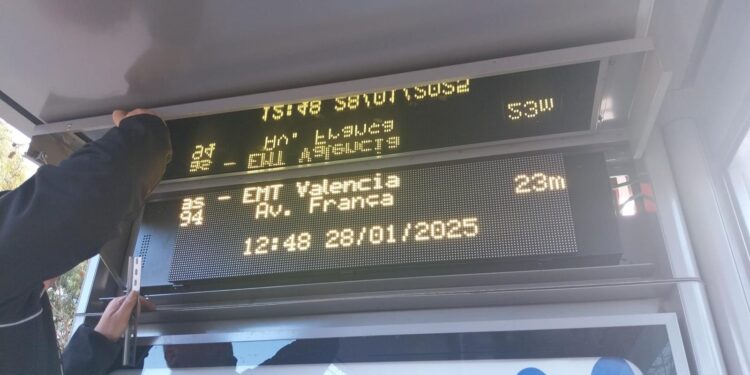 as - EMT Valencia
94 Av. França 23m
12:48 28/01/2025